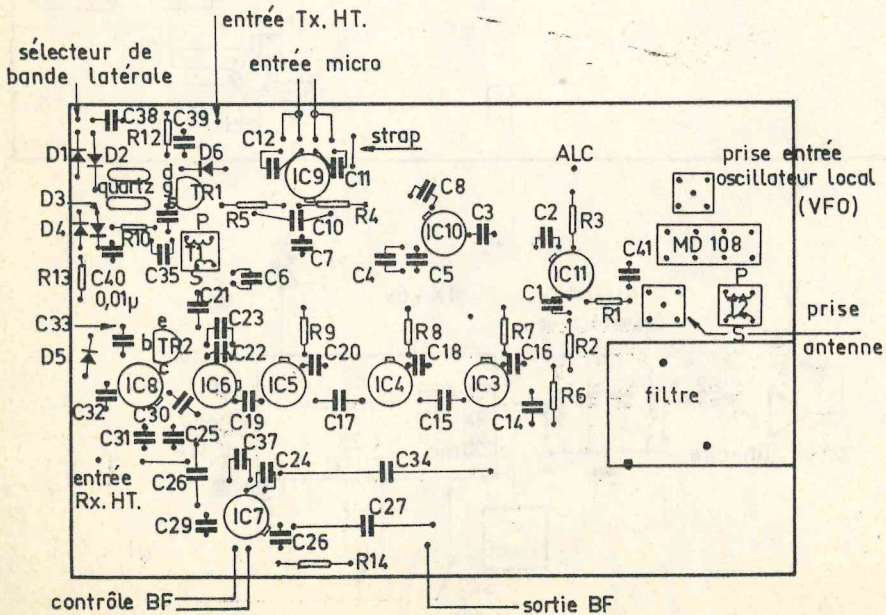 entrée Tx. HT.
sélecteur de
bande latérale
entrée micro
C38
C39
R12
C12
strap
D1
D2
D6
IC9
C11
ALC
prise entrée
oscillateur local
(VFO)
quartz
d
g
s
TR1
C8
D3
R5
R4
C10
IC10
C3
C2
R3
MD 108
D4
R10
P
C7
C4
C5
IC11
C41
P
R13
C40
0,01µ
C35
S
C6
C21
C1
R1
S
prise
antenne
C33
e
b
TR2
c
C23
C22
R9
R8
R7
R2
D5
C20
C18
C16
IC8
IC6
IC5
IC4
IC3
R6
filtre
C32
C30
C19
C17
C15
C14
C31
C25
C37
C24
C34
entrée
Rx. HT.
C26
C27
C29
IC7
C26
R14
contrôle BF
sortie BF